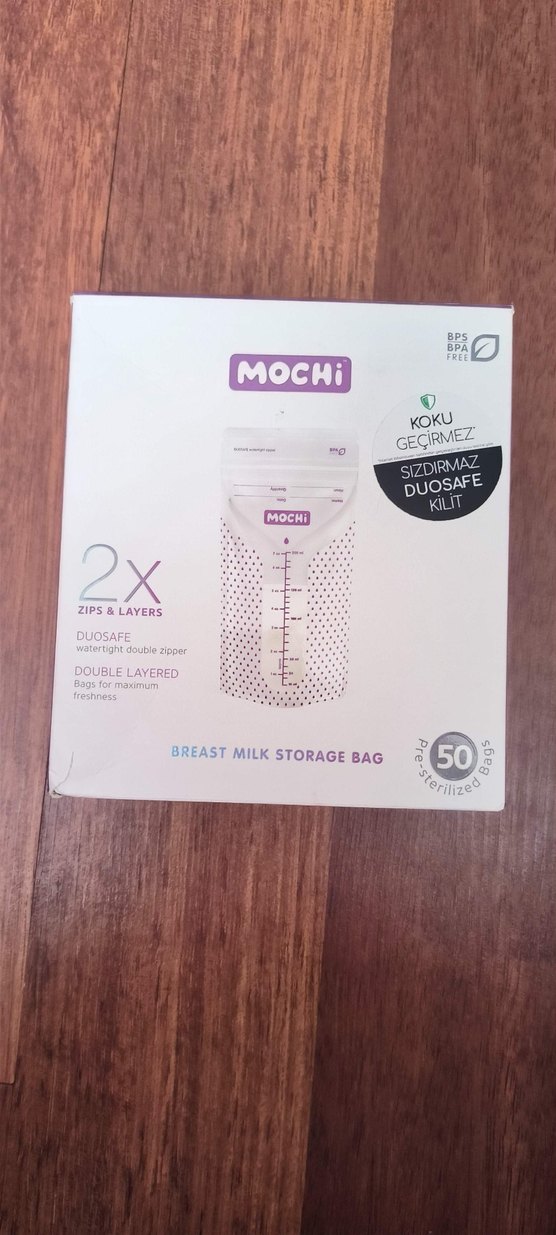 BPS
BPA
FREE
MOCHi
KOKU
GEÇİRMEZ*
SIZDIRMAZ
DUOSAFE
KİLİT
MOCHi
2x
ZIPS & LAYERS
DUOSAFE
watertight double zipper
DOUBLE LAYERED
Bags for maximum
freshness
BREAST MILK STORAGE BAG
50
Pre-sterilized Bags